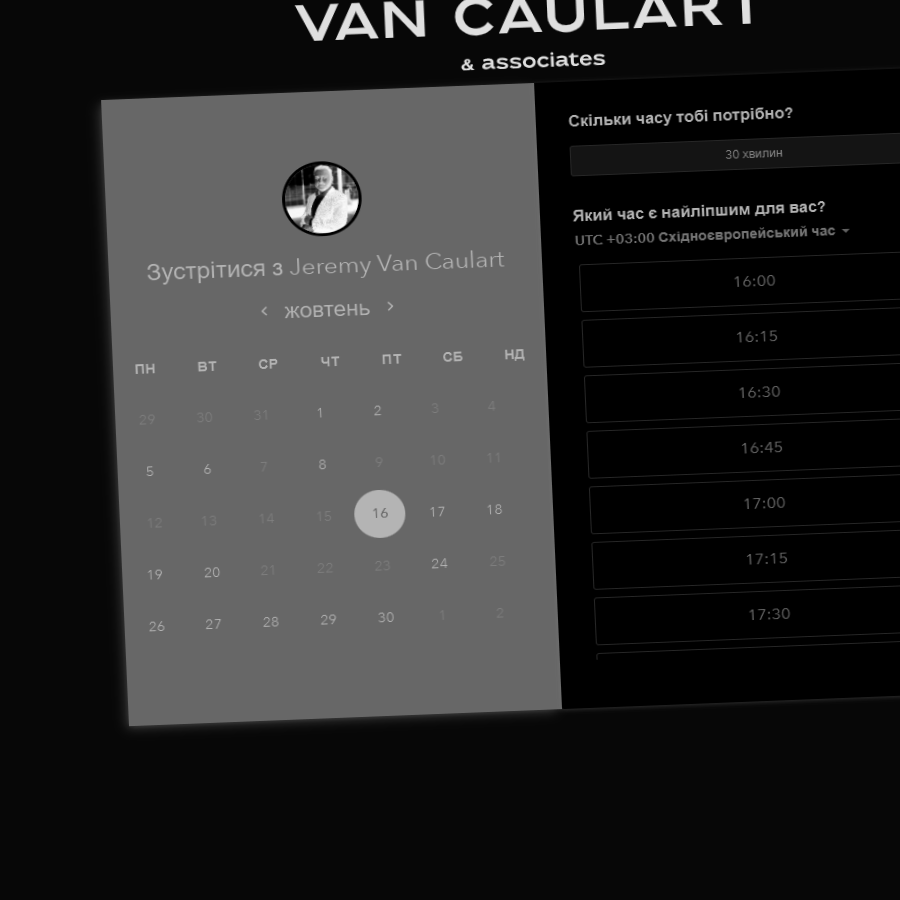 VAN CAULART
& associates
Зустрітися з Jeremy Van Caulart
жовтень
ПН ВТ СР ЧТ ПТ СБ НД
29 30 31 1 2 3 4
5 6 7 8 9 10 11
12 13 14 15 16 17 18
19 20 21 22 23 24 25
26 27 28 29 30 1 2
Скільки часу тобі потрібно?
30 хвилин
Який час є найліпшим для вас?
UTC +03:00 Східноєвропейський час
16:00
16:15
16:30
16:45
17:00
17:15
17:30